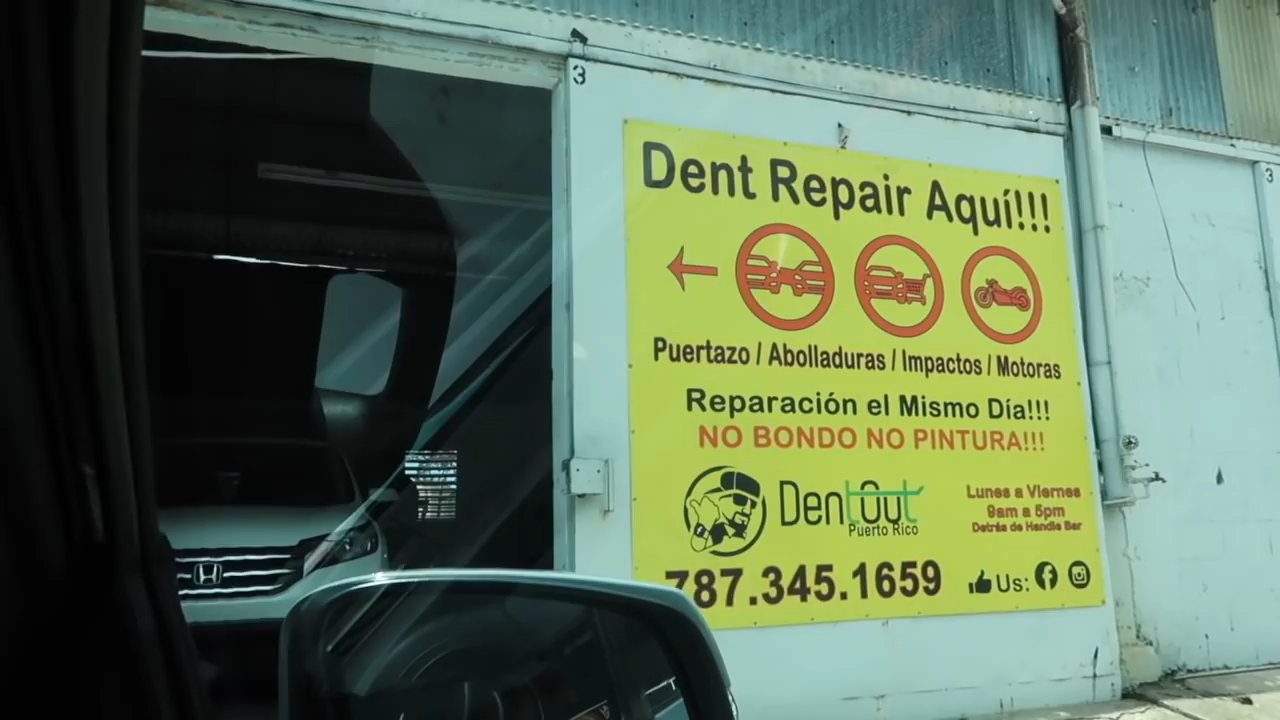 3
Dent Repair Aquí!!!
Puertazo / Abolladuras / Impactos / Motoras
Reparación el Mismo Día!!!
NO BONDO NO PINTURA!!!
DentOut
Puerto Rico
Lunes a Viernes
9am a 5pm
Detrás de Handle Bar
787.345.1659
Us:
3